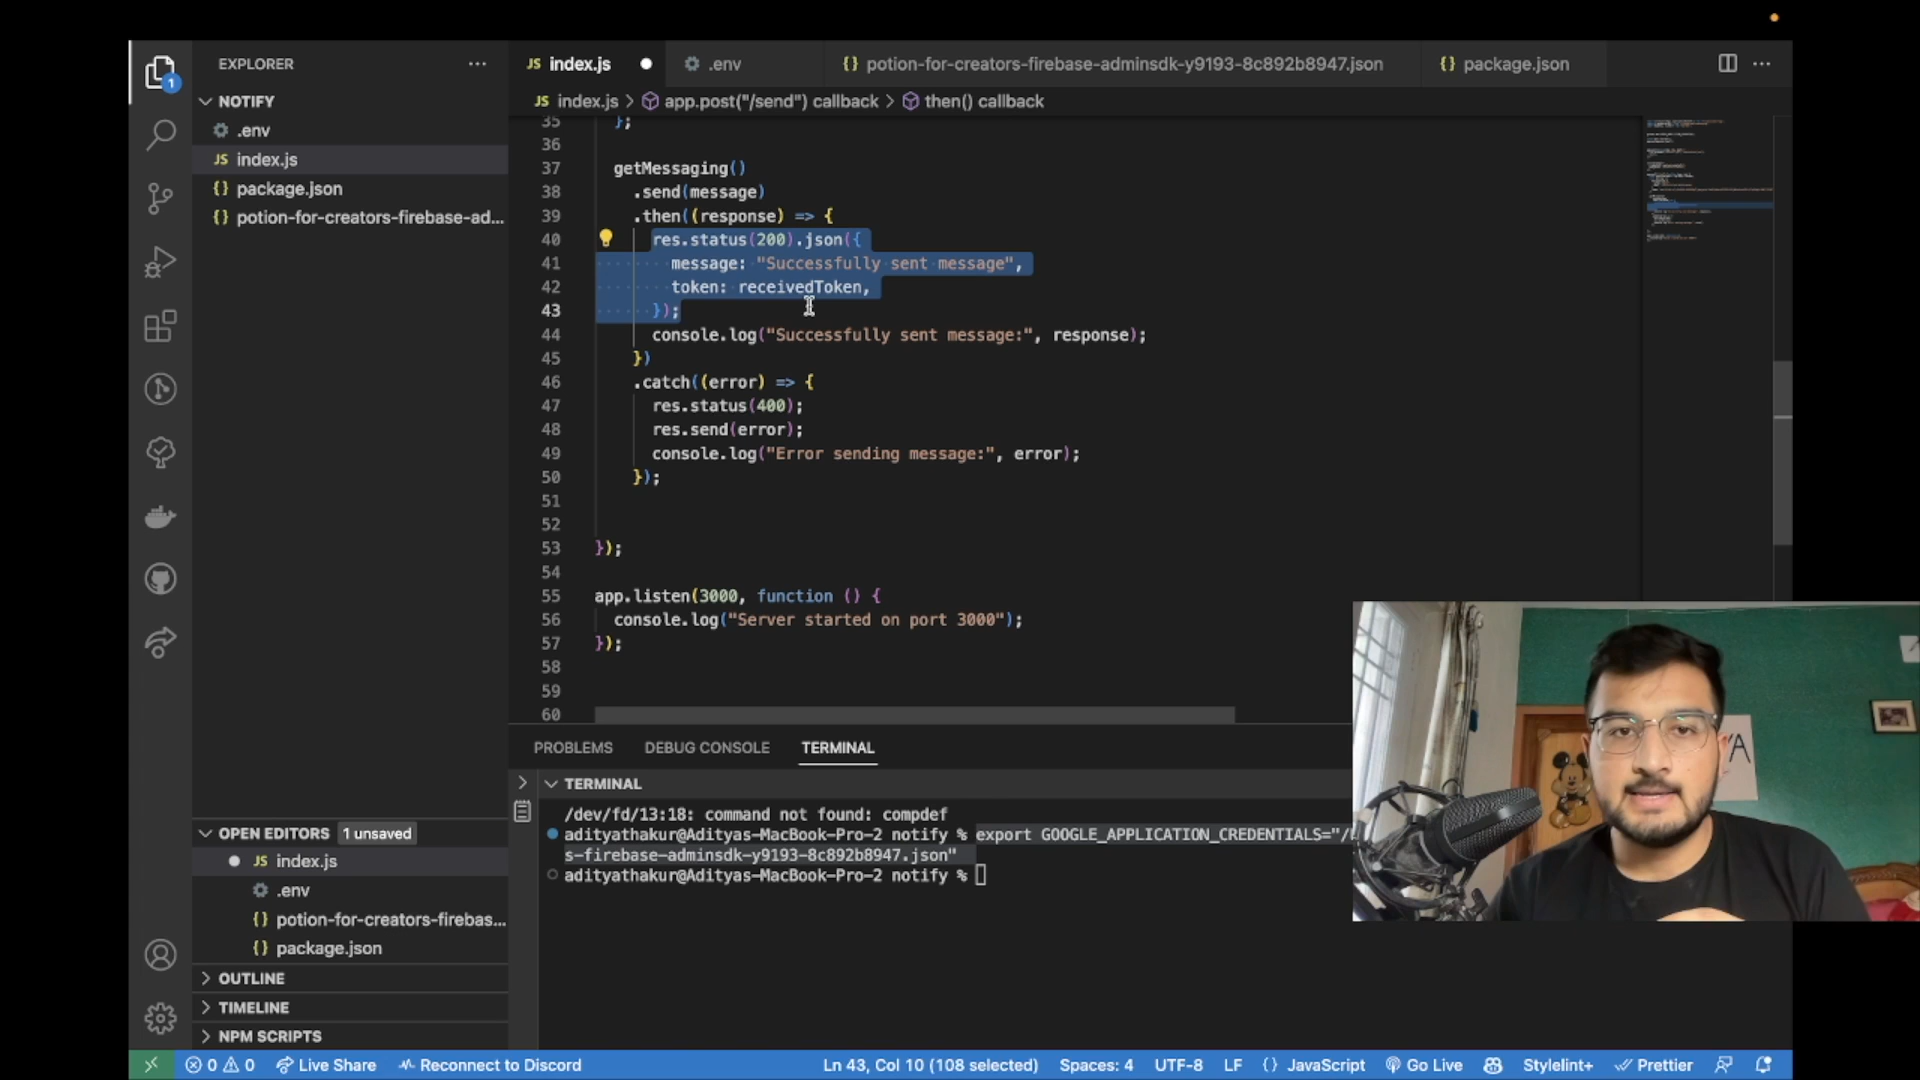 EXPLORER
NOTIFY
.env
JS index.js
{} package.json
{} potion-for-creators-firebase-ad...
1
OPEN EDITORS 1 unsaved
JS index.js
.env
{} potion-for-creators-firebas...
{} package.json
OUTLINE
TIMELINE
NPM SCRIPTS
JS index.js .env {} potion-for-creators-firebase-adminsdk-y9193-8c892b8947.json {} package.json
JS index.js > app.post("/send") callback > then() callback
35 };
36
37 getMessaging()
38 .send(message)
39 .then((response) => {
40 res.status(200).json({
41 message: "Successfully sent message",
42 token: receivedToken,
43 });
44 console.log("Successfully sent message:", response);
45 })
46 .catch((error) => {
47 res.status(400);
48 res.send(error);
49 console.log("Error sending message:", error);
50 });
51
52
53 });
54
55 app.listen(3000, function () {
56 console.log("Server started on port 3000");
57 });
58
59
60
PROBLEMS DEBUG CONSOLE TERMINAL
TERMINAL
/dev/fd/13:18: command not found: compdef
adityathakur@Adityas-MacBook-Pro-2 notify % export GOOGLE_APPLICATION_CREDENTIALS="/
s-firebase-adminsdk-y9193-8c892b8947.json"
adityathakur@Adityas-MacBook-Pro-2 notify %
A
0 0 Live Share Reconnect to Discord Ln 43, Col 10 (108 selected) Spaces: 4 UTF-8 LF {} JavaScript Go Live Stylelint+ Prettier